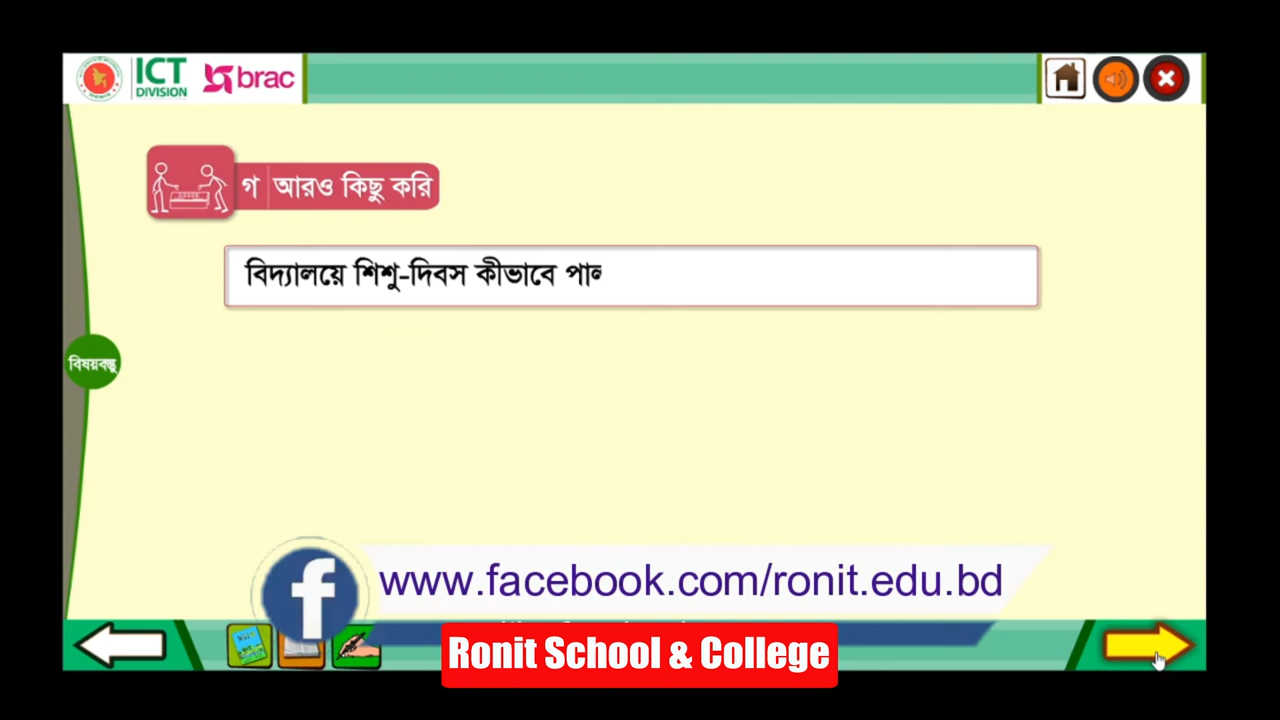 ICT
DIVISION
brac
গ আরও কিছু করি
বিদ্যালয়ে শিশু-দিবস কীভাবে
বিষয়বস্তু
www.facebook.com/ronit.edu.bd
Ronit School & College